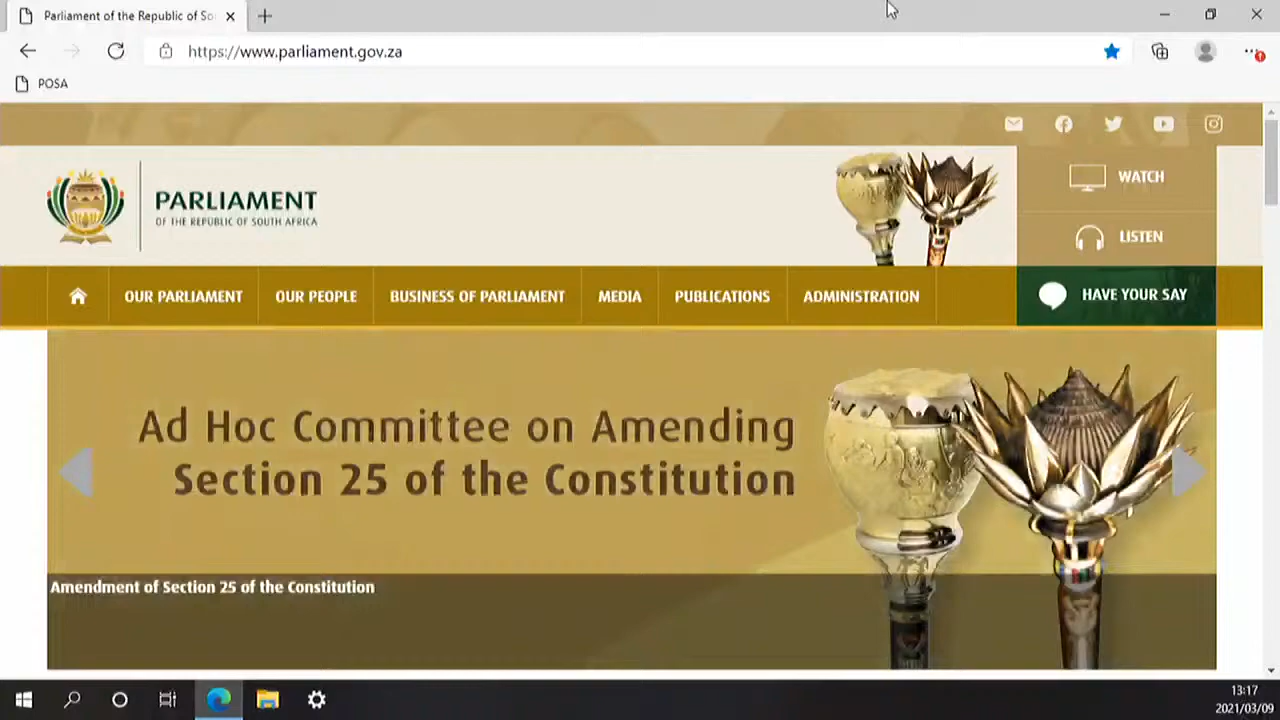 Parliament of the Republic of So
https://www.parliament.gov.za
POSA
PARLIAMENT
OF THE REPUBLIC OF SOUTH AFRICA
WATCH
LISTEN
OUR PARLIAMENT
OUR PEOPLE
BUSINESS OF PARLIAMENT
MEDIA
PUBLICATIONS
ADMINISTRATION
HAVE YOUR SAY
Ad Hoc Committee on Amending
Section 25 of the Constitution
Amendment of Section 25 of the Constitution
13:17
2021/03/09